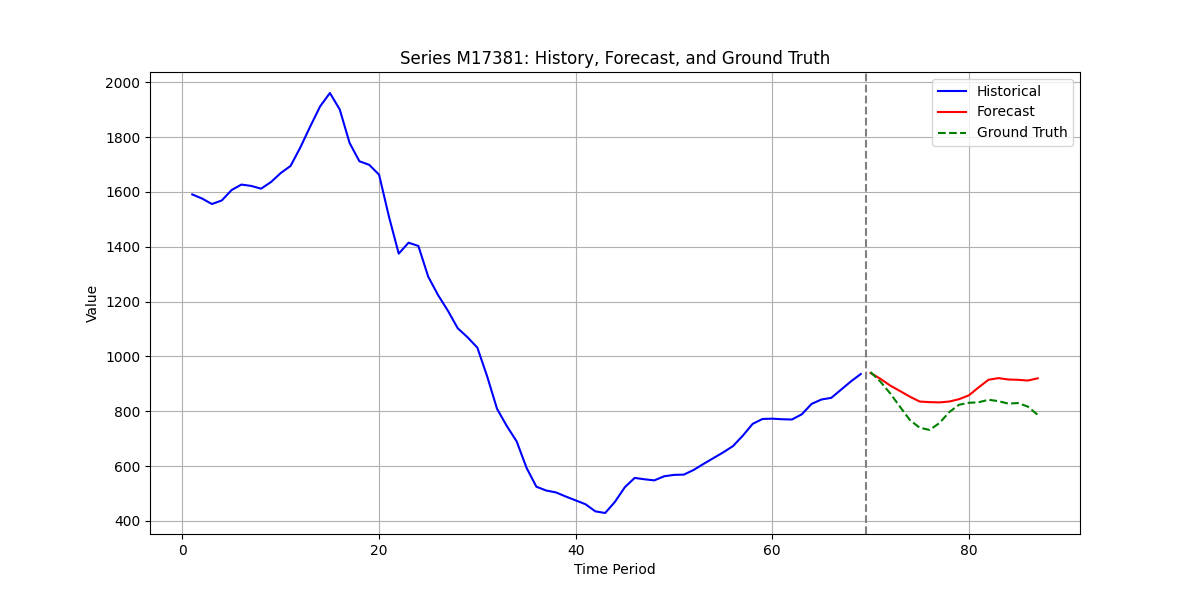 Series M17381: History, Forecast, and Ground Truth
Historical
Forecast
Ground Truth
2000
1800
1600
1400
1200
1000
800
600
400
Value
0
20
40
60
80
Time Period